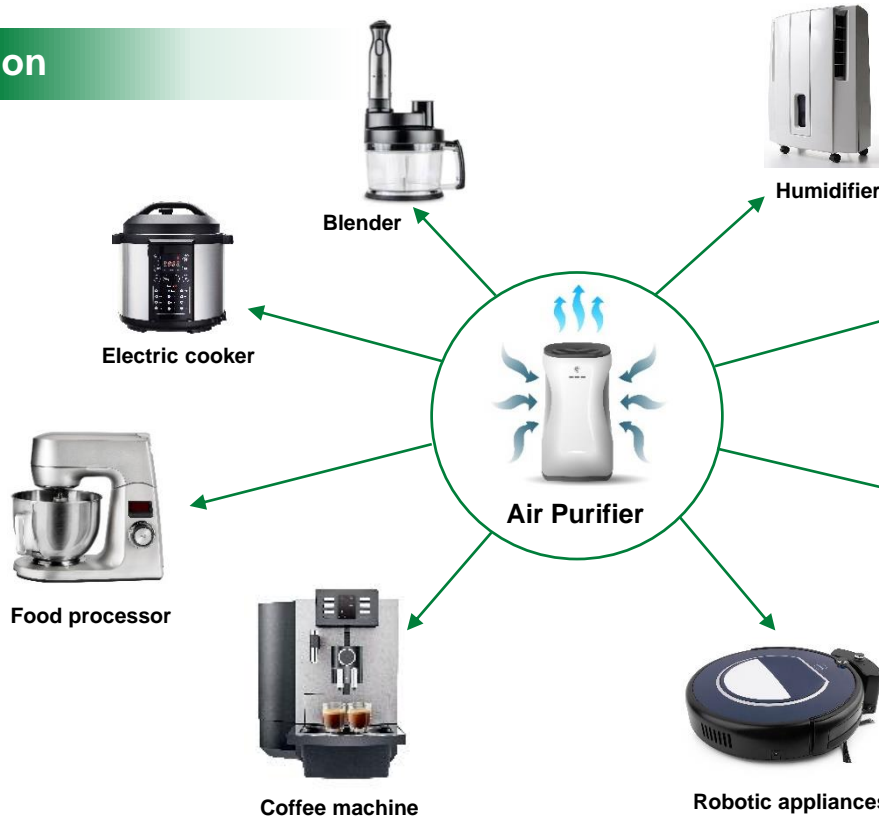 on
Blender
Humidifier
Electric cooker
Air Purifier
Food processor
Coffee machine
Robotic appliances